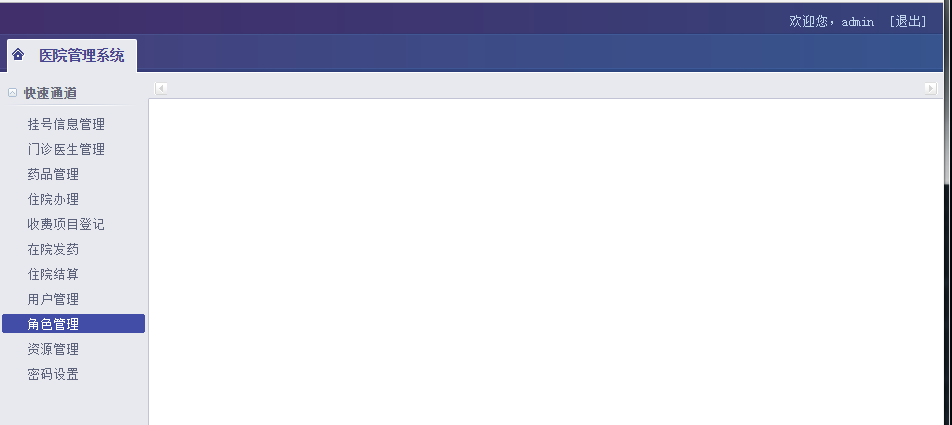 欢迎您，admin [退出]
医院管理系统
快速通道
挂号信息管理
门诊医生管理
药品管理
住院办理
收费项目登记
在院发药
住院结算
用户管理
角色管理
资源管理
密码设置